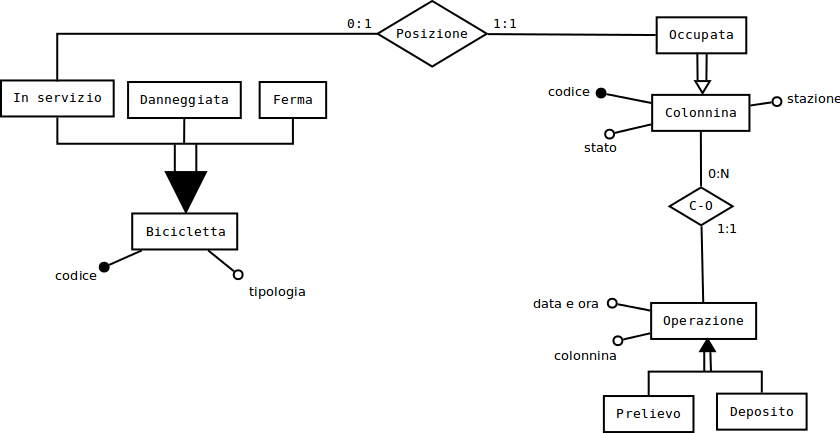 0:1
1:1
Posizione
Occupata
In servizio
Danneggiata
Ferma
codice
Colonnina
stazione
stato
0:N
C-O
1:1
Bicicletta
codice
tipologia
data e ora
Operazione
colonnina
Prelievo
Deposito